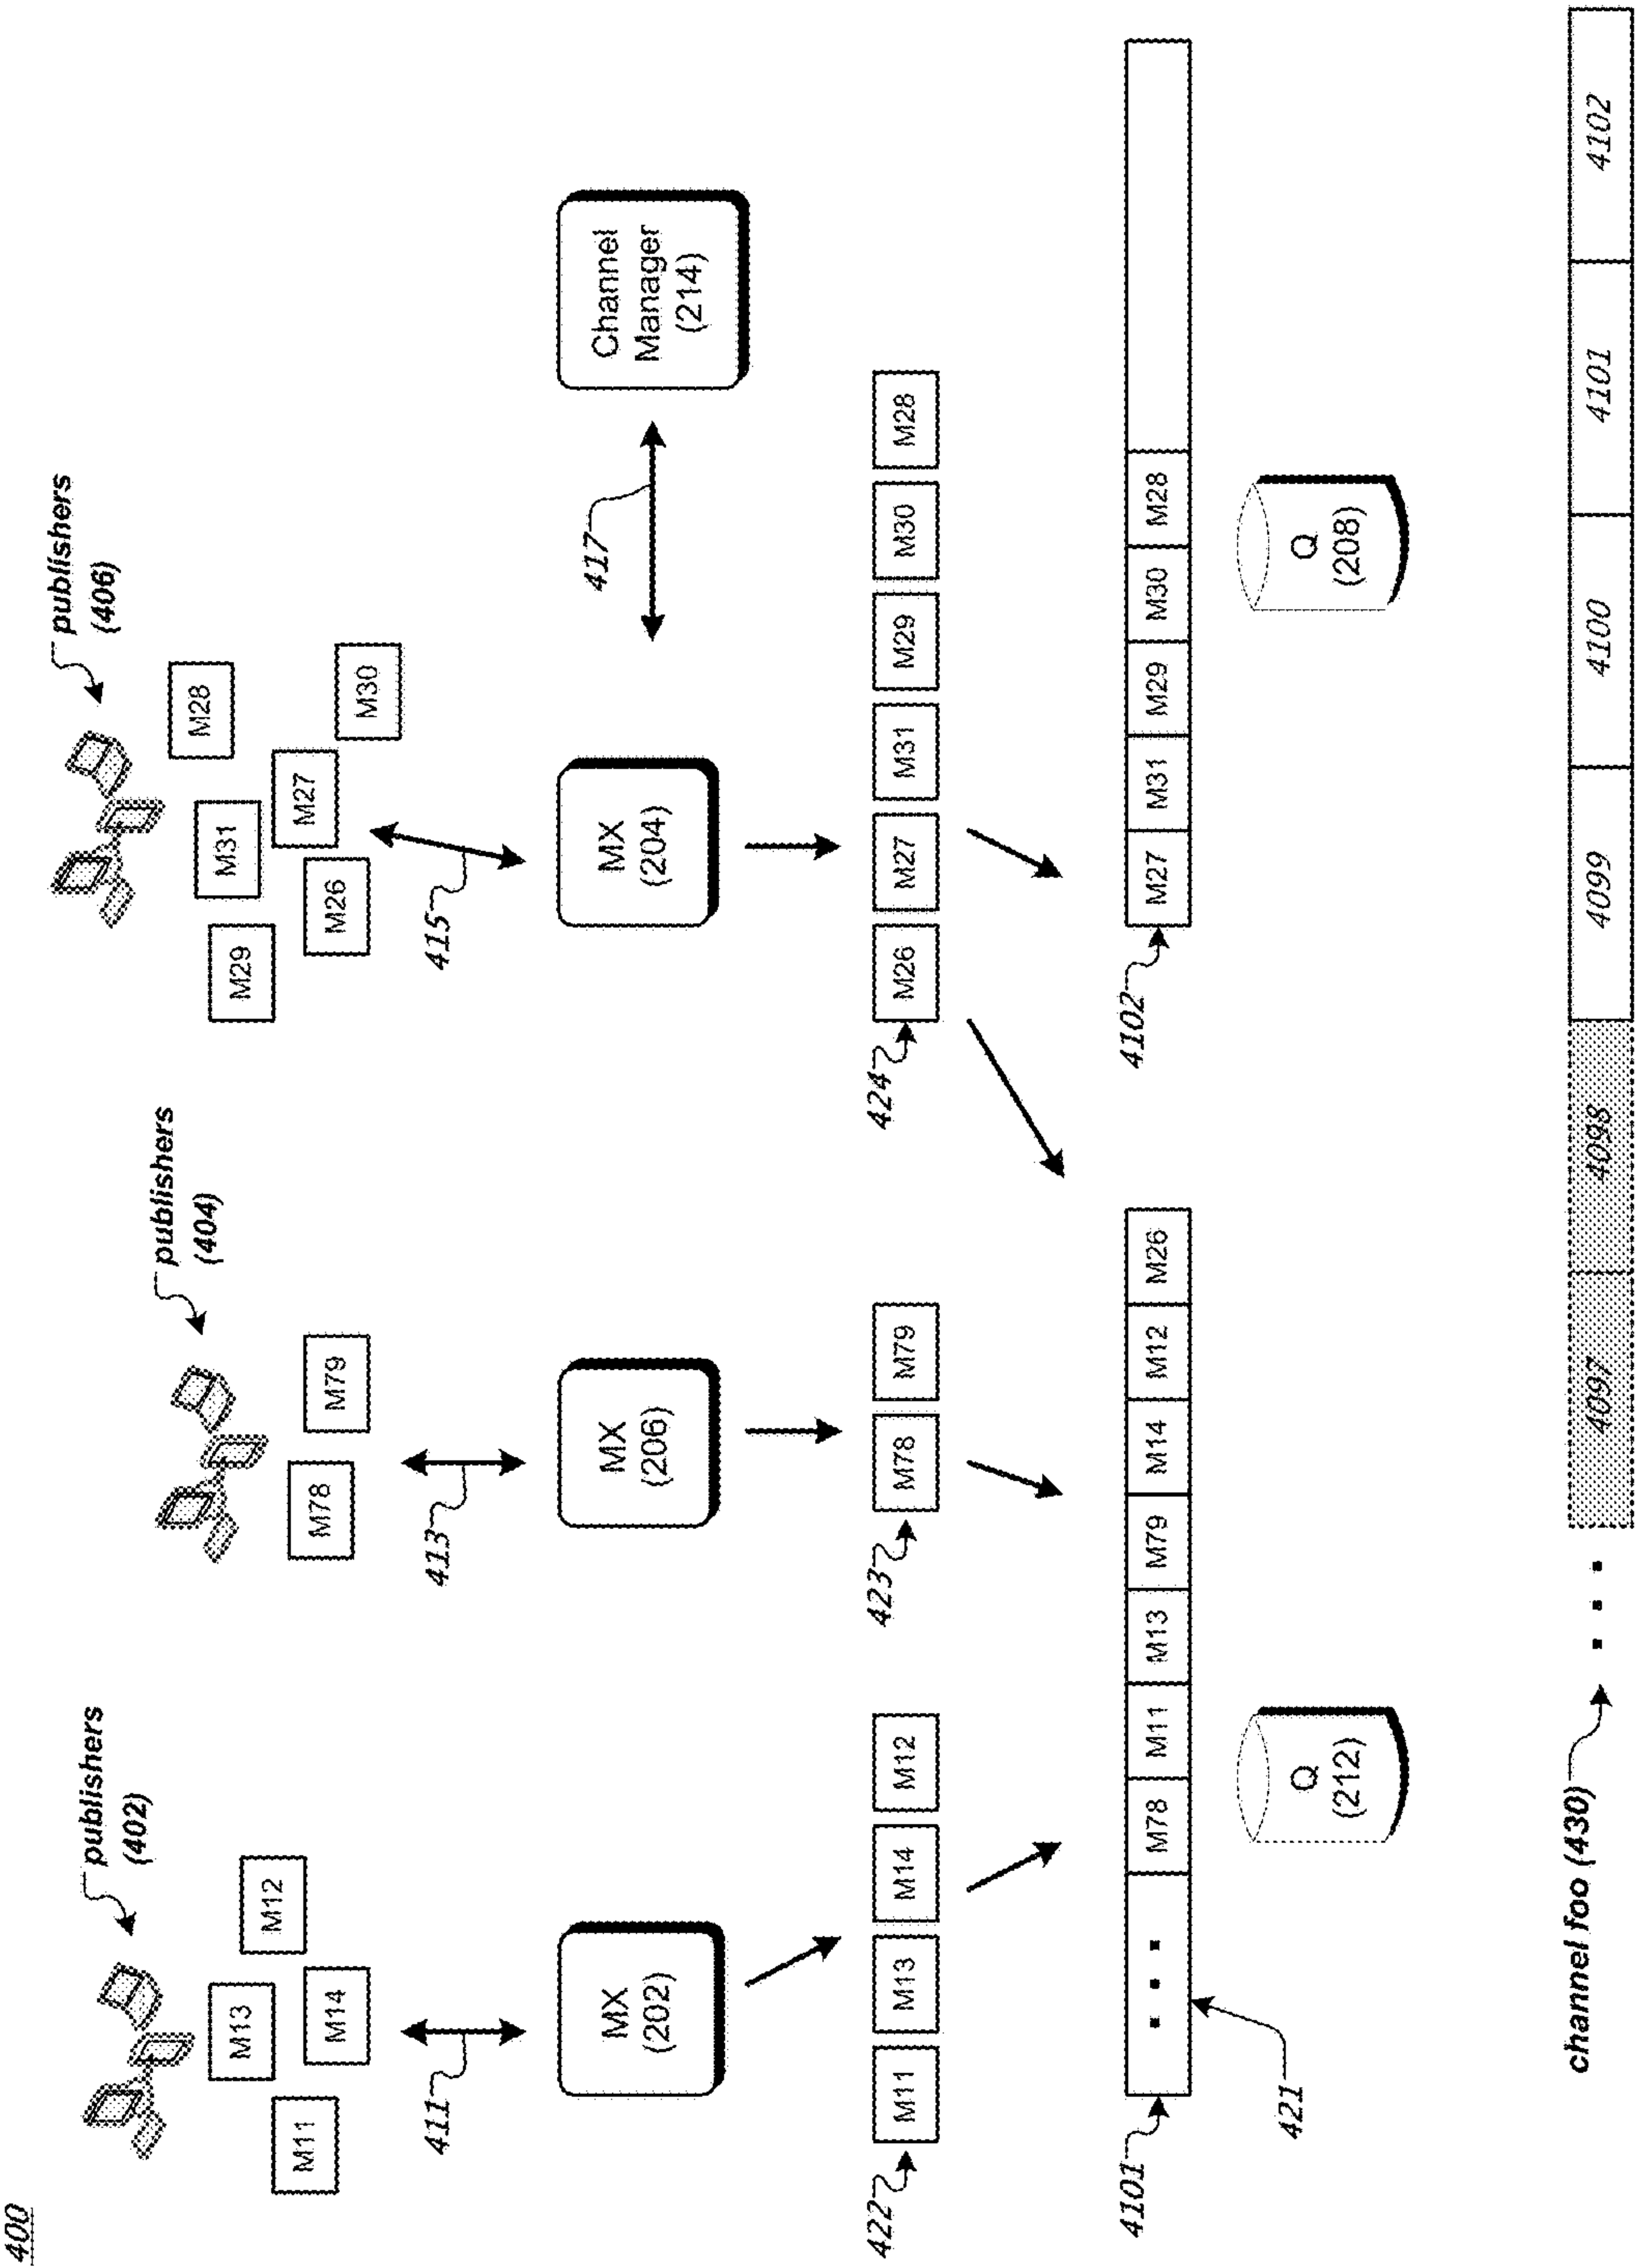 400
publishers
(402)
publishers
(404)
publishers
(406)
M11
M13
M14
M12
M78
M79
M29
M26
M31
M27
M28
M30
411
413
415
417
MX
(202)
MX
(206)
MX
(204)
Channel
Manager
(214)
422
M11
M13
M14
M12
423
M78
M79
424
M26
M27
M31
M29
M30
M28
4101
M78
M11
M13
M79
M14
M12
M26
4102
M27
M31
M29
M30
M28
421
Q
(212)
Q
(208)
channel foo (430)
4097
4098
4099
4100
4101
4102